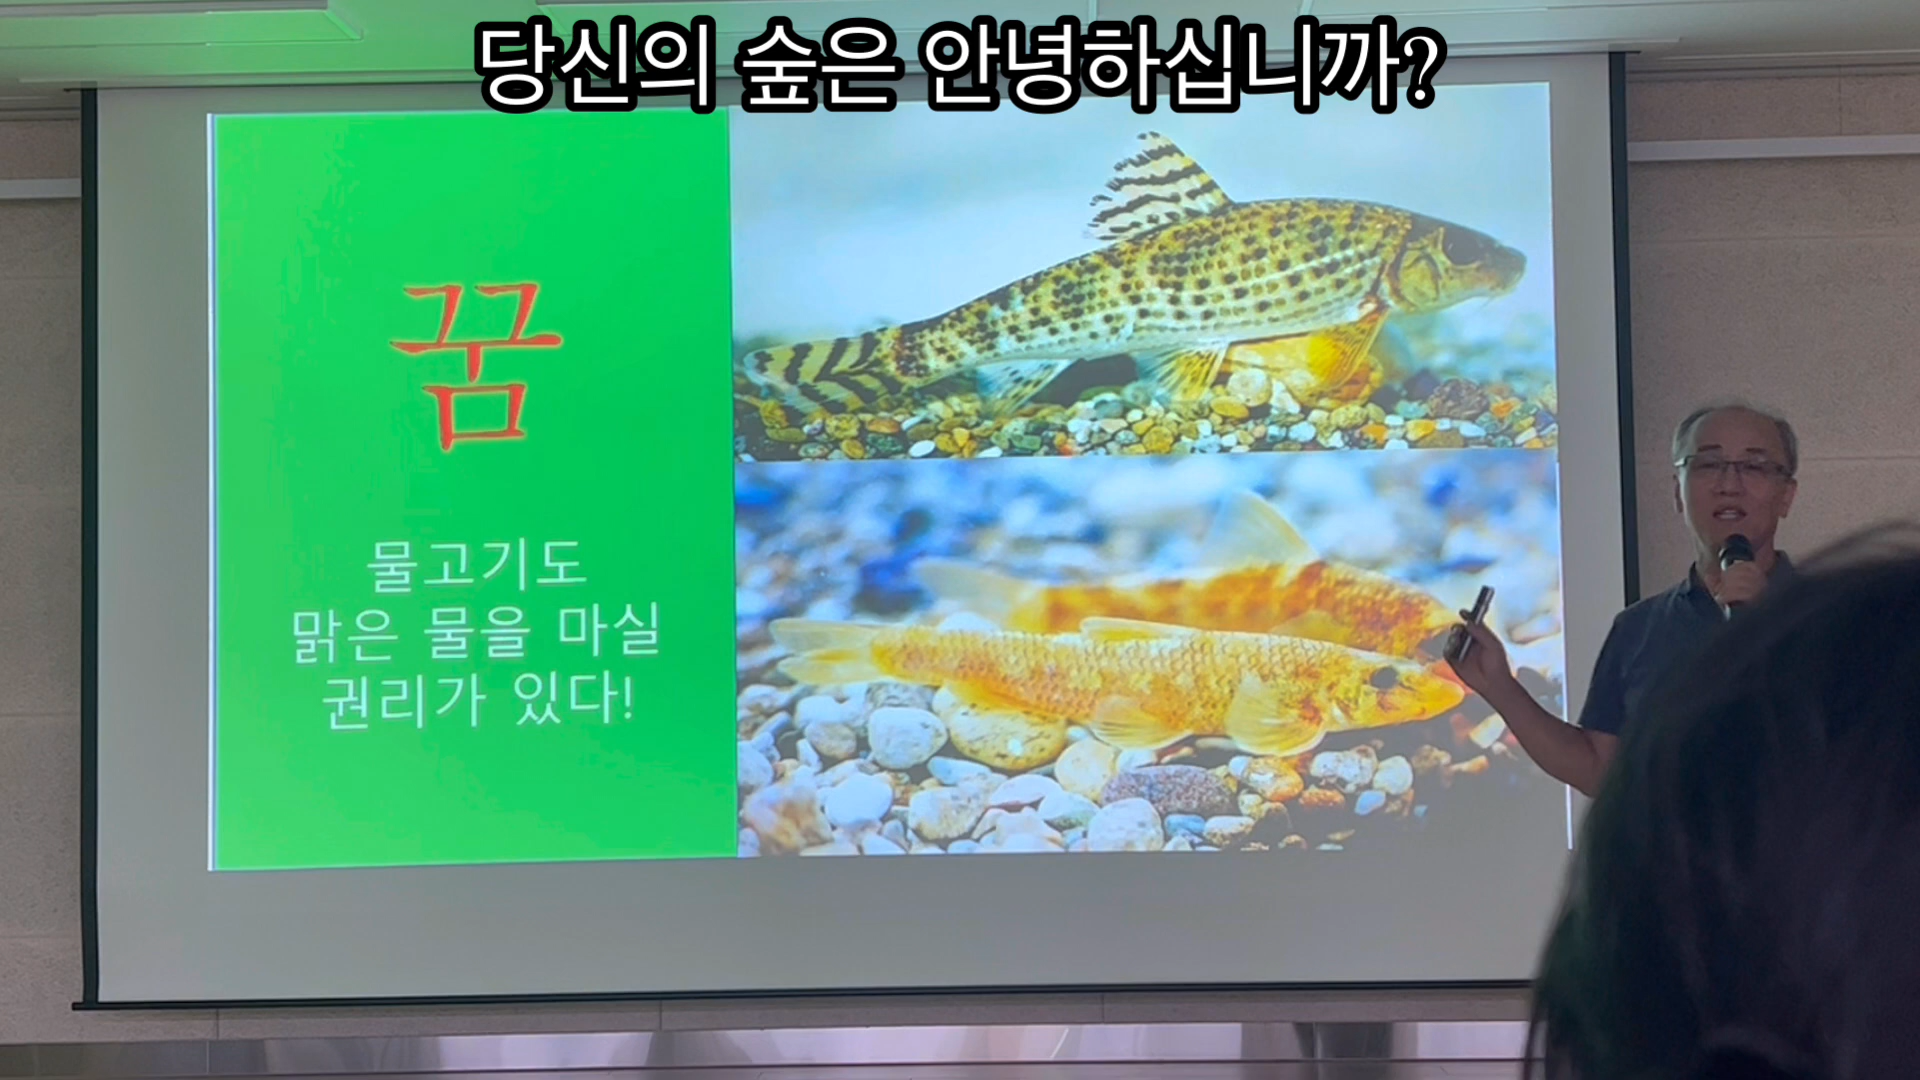 당신의 숲은 안녕하십니까?
꿈
물고기도
맑은 물을 마실
권리가 있다!